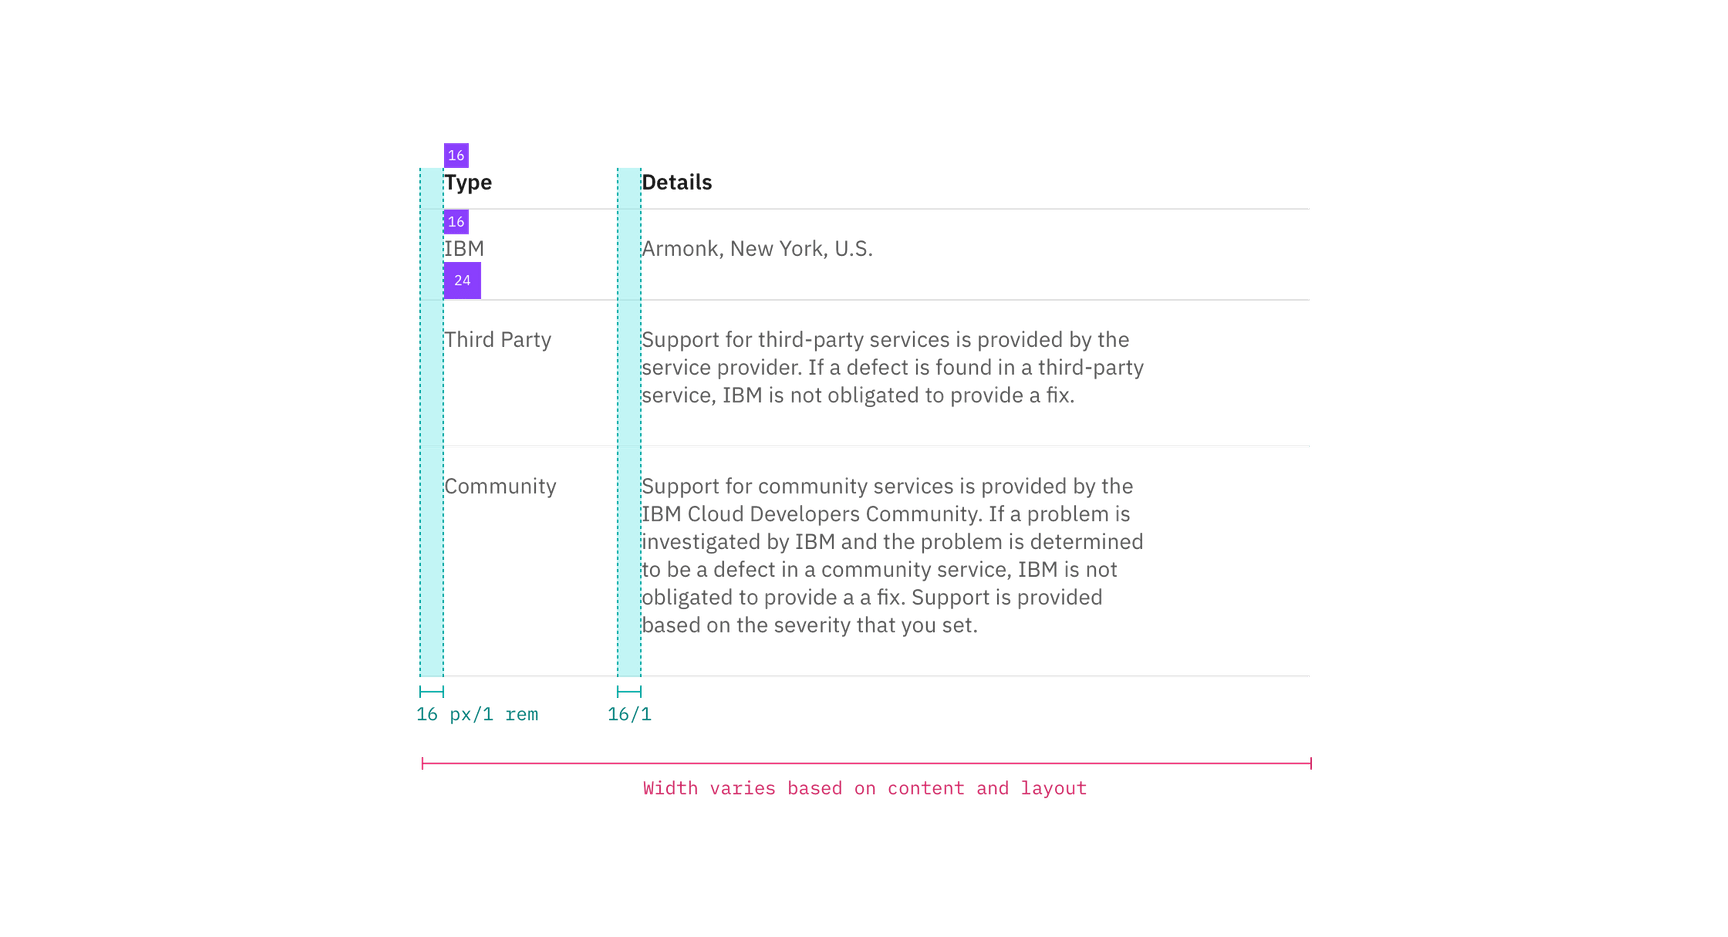 16
Type Details
16
IBM Armonk, New York, U.S.
24
Third Party Support for third-party services is provided by the
service provider. If a defect is found in a third-party
service, IBM is not obligated to provide a fix.
Community Support for community services is provided by the
IBM Cloud Developers Community. If a problem is
investigated by IBM and the problem is determined
to be a defect in a community service, IBM is not
obligated to provide a a fix. Support is provided
based on the severity that you set.
16 px/1 rem 16/1
Width varies based on content and layout